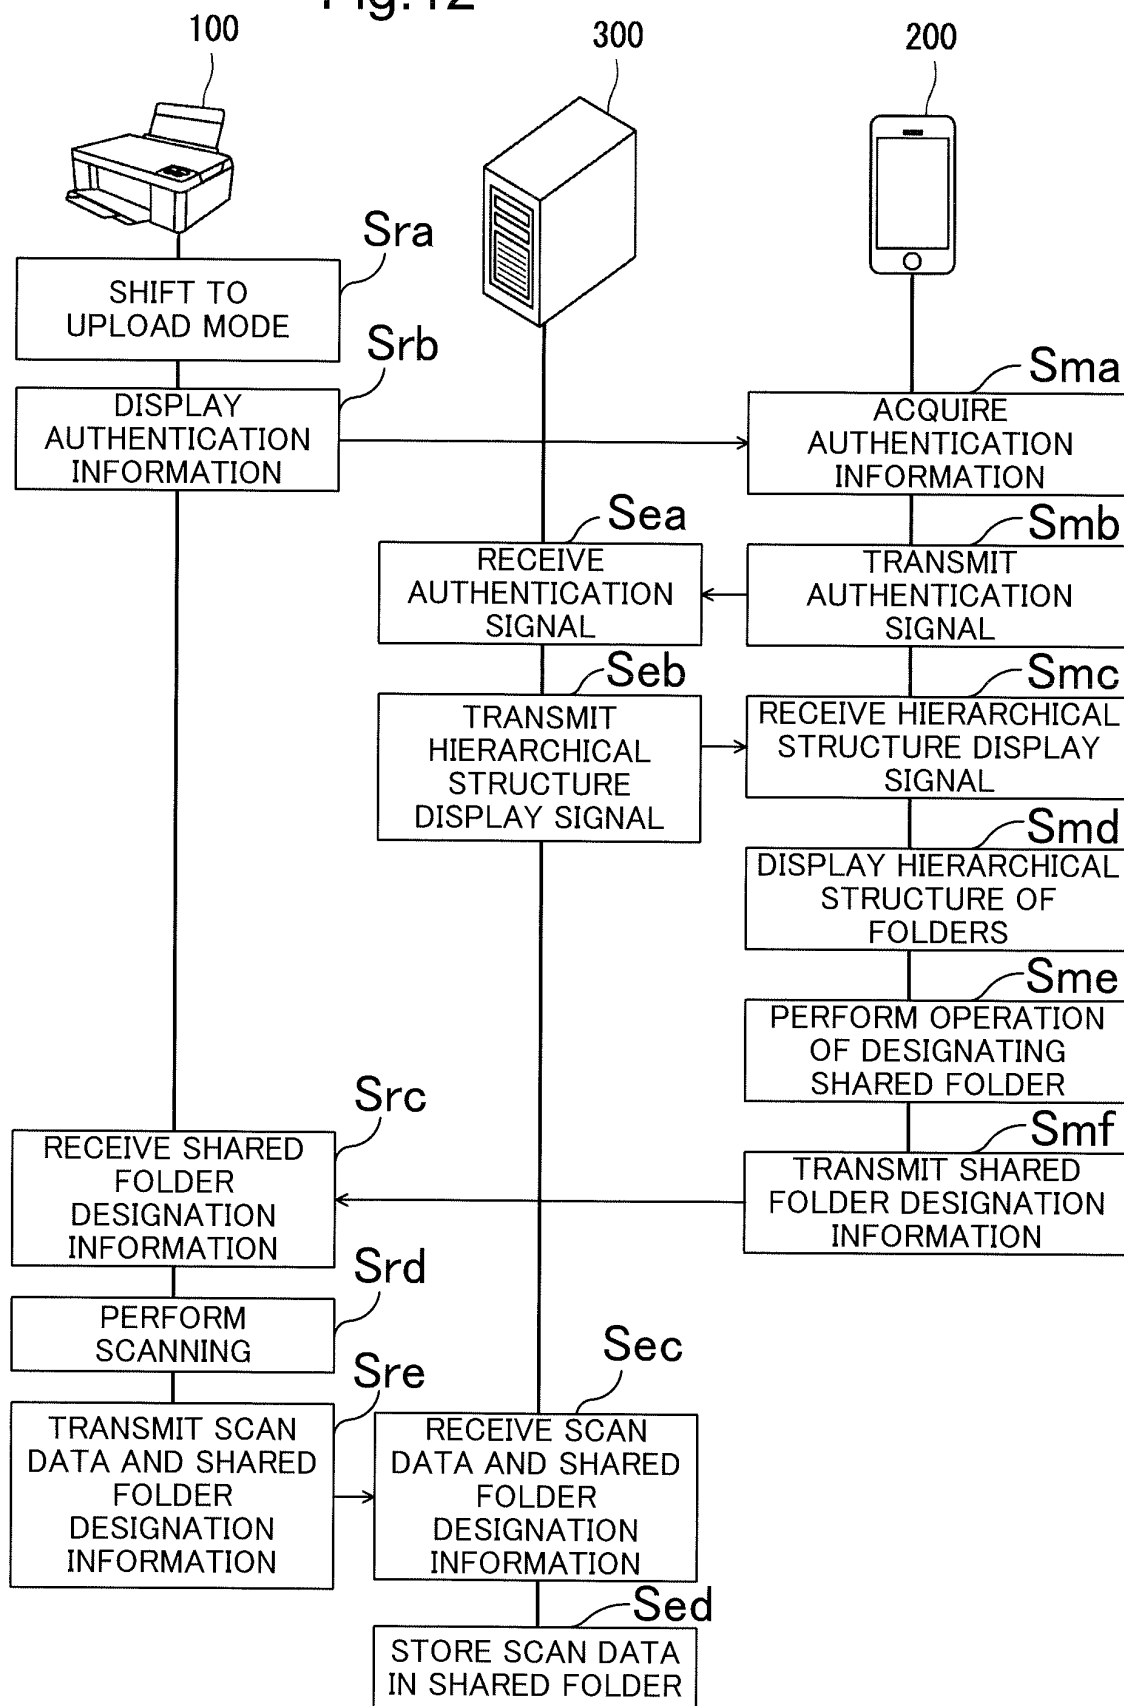 Fig.12
100
300
200
Sra
SHIFT TO
UPLOAD MODE
Srb
DISPLAY
AUTHENTICATION
INFORMATION
Sma
ACQUIRE
AUTHENTICATION
INFORMATION
Sea
RECEIVE
AUTHENTICATION
SIGNAL
Smb
TRANSMIT
AUTHENTICATION
SIGNAL
Seb
TRANSMIT
HIERARCHICAL
STRUCTURE
DISPLAY SIGNAL
Smc
RECEIVE HIERARCHICAL
STRUCTURE DISPLAY
SIGNAL
Smd
DISPLAY HIERARCHICAL
STRUCTURE OF
FOLDERS
Sme
PERFORM OPERATION
OF DESIGNATING
SHARED FOLDER
Smf
TRANSMIT SHARED
FOLDER DESIGNATION
INFORMATION
Src
RECEIVE SHARED
FOLDER
DESIGNATION
INFORMATION
Srd
PERFORM
SCANNING
Sre
TRANSMIT SCAN
DATA AND SHARED
FOLDER
DESIGNATION
INFORMATION
Sec
RECEIVE SCAN
DATA AND SHARED
FOLDER
DESIGNATION
INFORMATION
Sed
STORE SCAN DATA
IN SHARED FOLDER